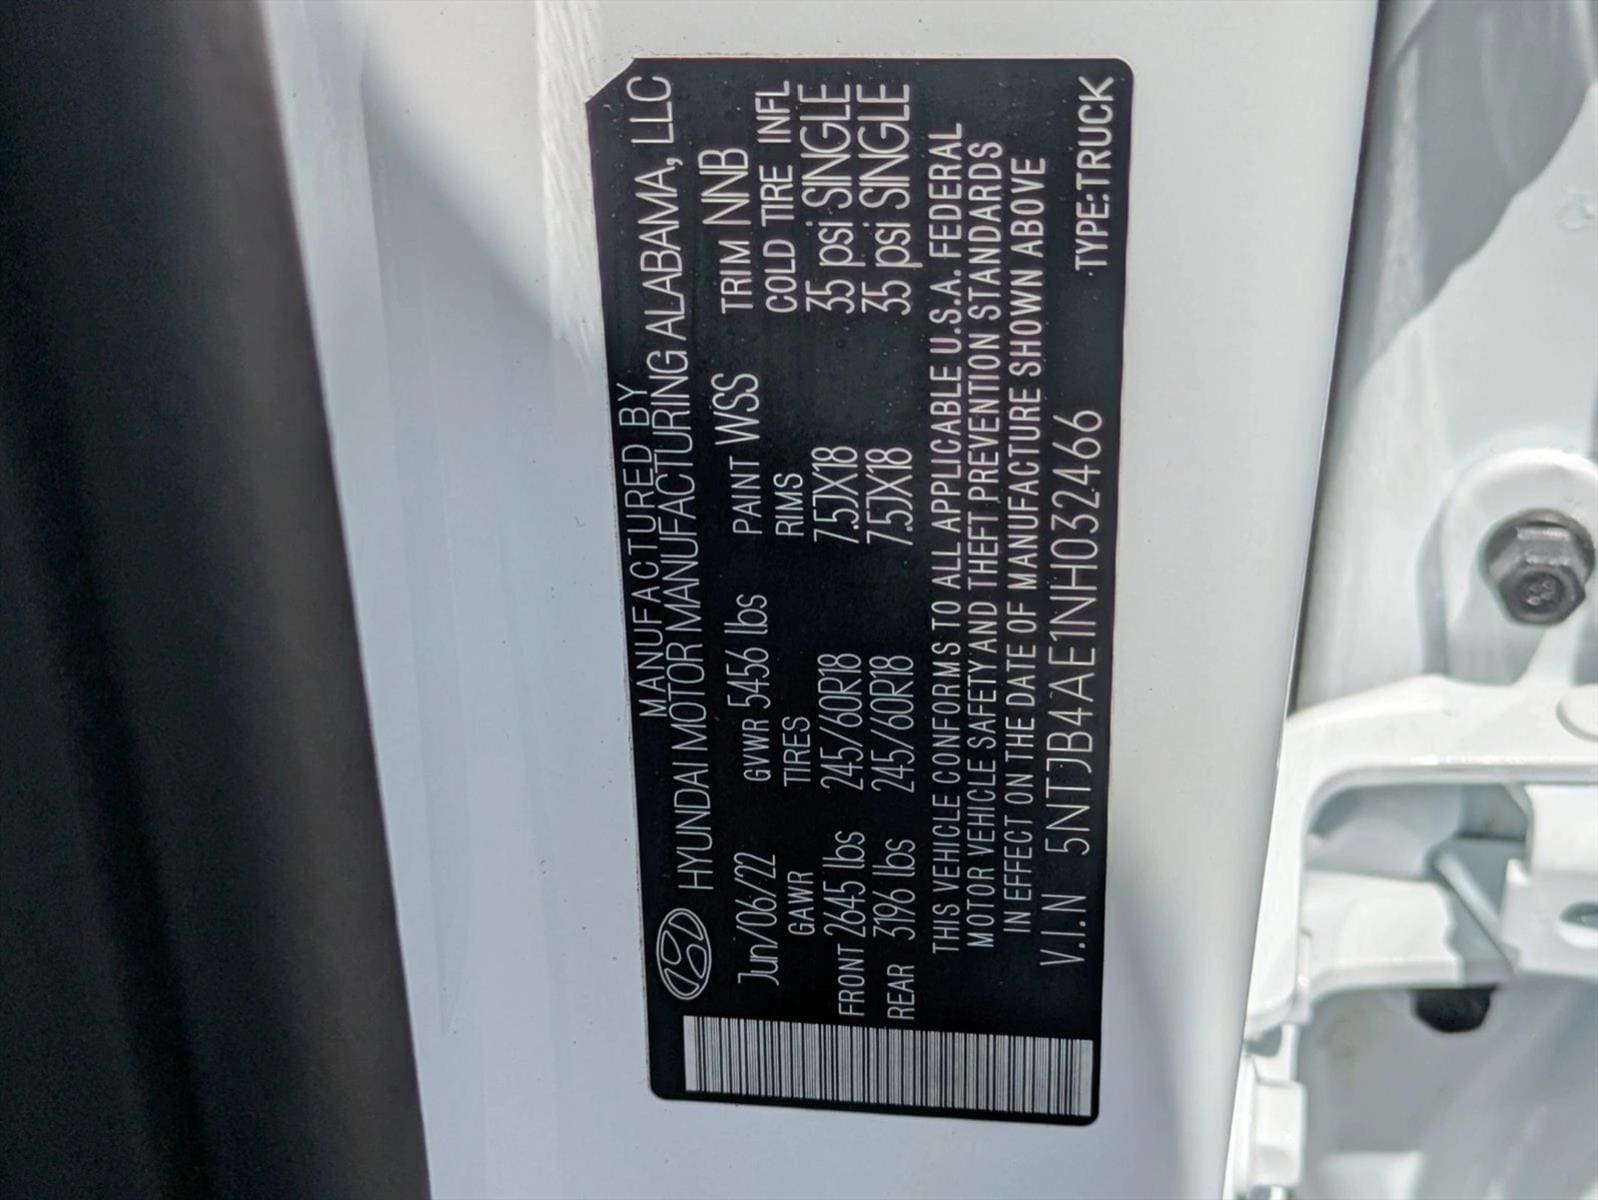 MANUFACTURED BY
HYUNDAI MOTOR MANUFACTURING ALABAMA, LLC
Jun/06/22 GVWR 5456 lbs PAINT WSS TRIM NNB
GAWR TIRES RIMS COLD TIRE INFL
FRONT 2645 lbs 245/60R18 7.5JX18 35 psi SINGLE
REAR 3196 lbs 245/60R18 7.5JX18 35 psi SINGLE
THIS VEHICLE CONFORMS TO ALL APPLICABLE U.S.A. FEDERAL
MOTOR VEHICLE SAFETY AND THEFT PREVENTION STANDARDS
IN EFFECT ON THE DATE OF MANUFACTURE SHOWN ABOVE
V.I.N 5NTJB4AE1NH032466 TYPE:TRUCK